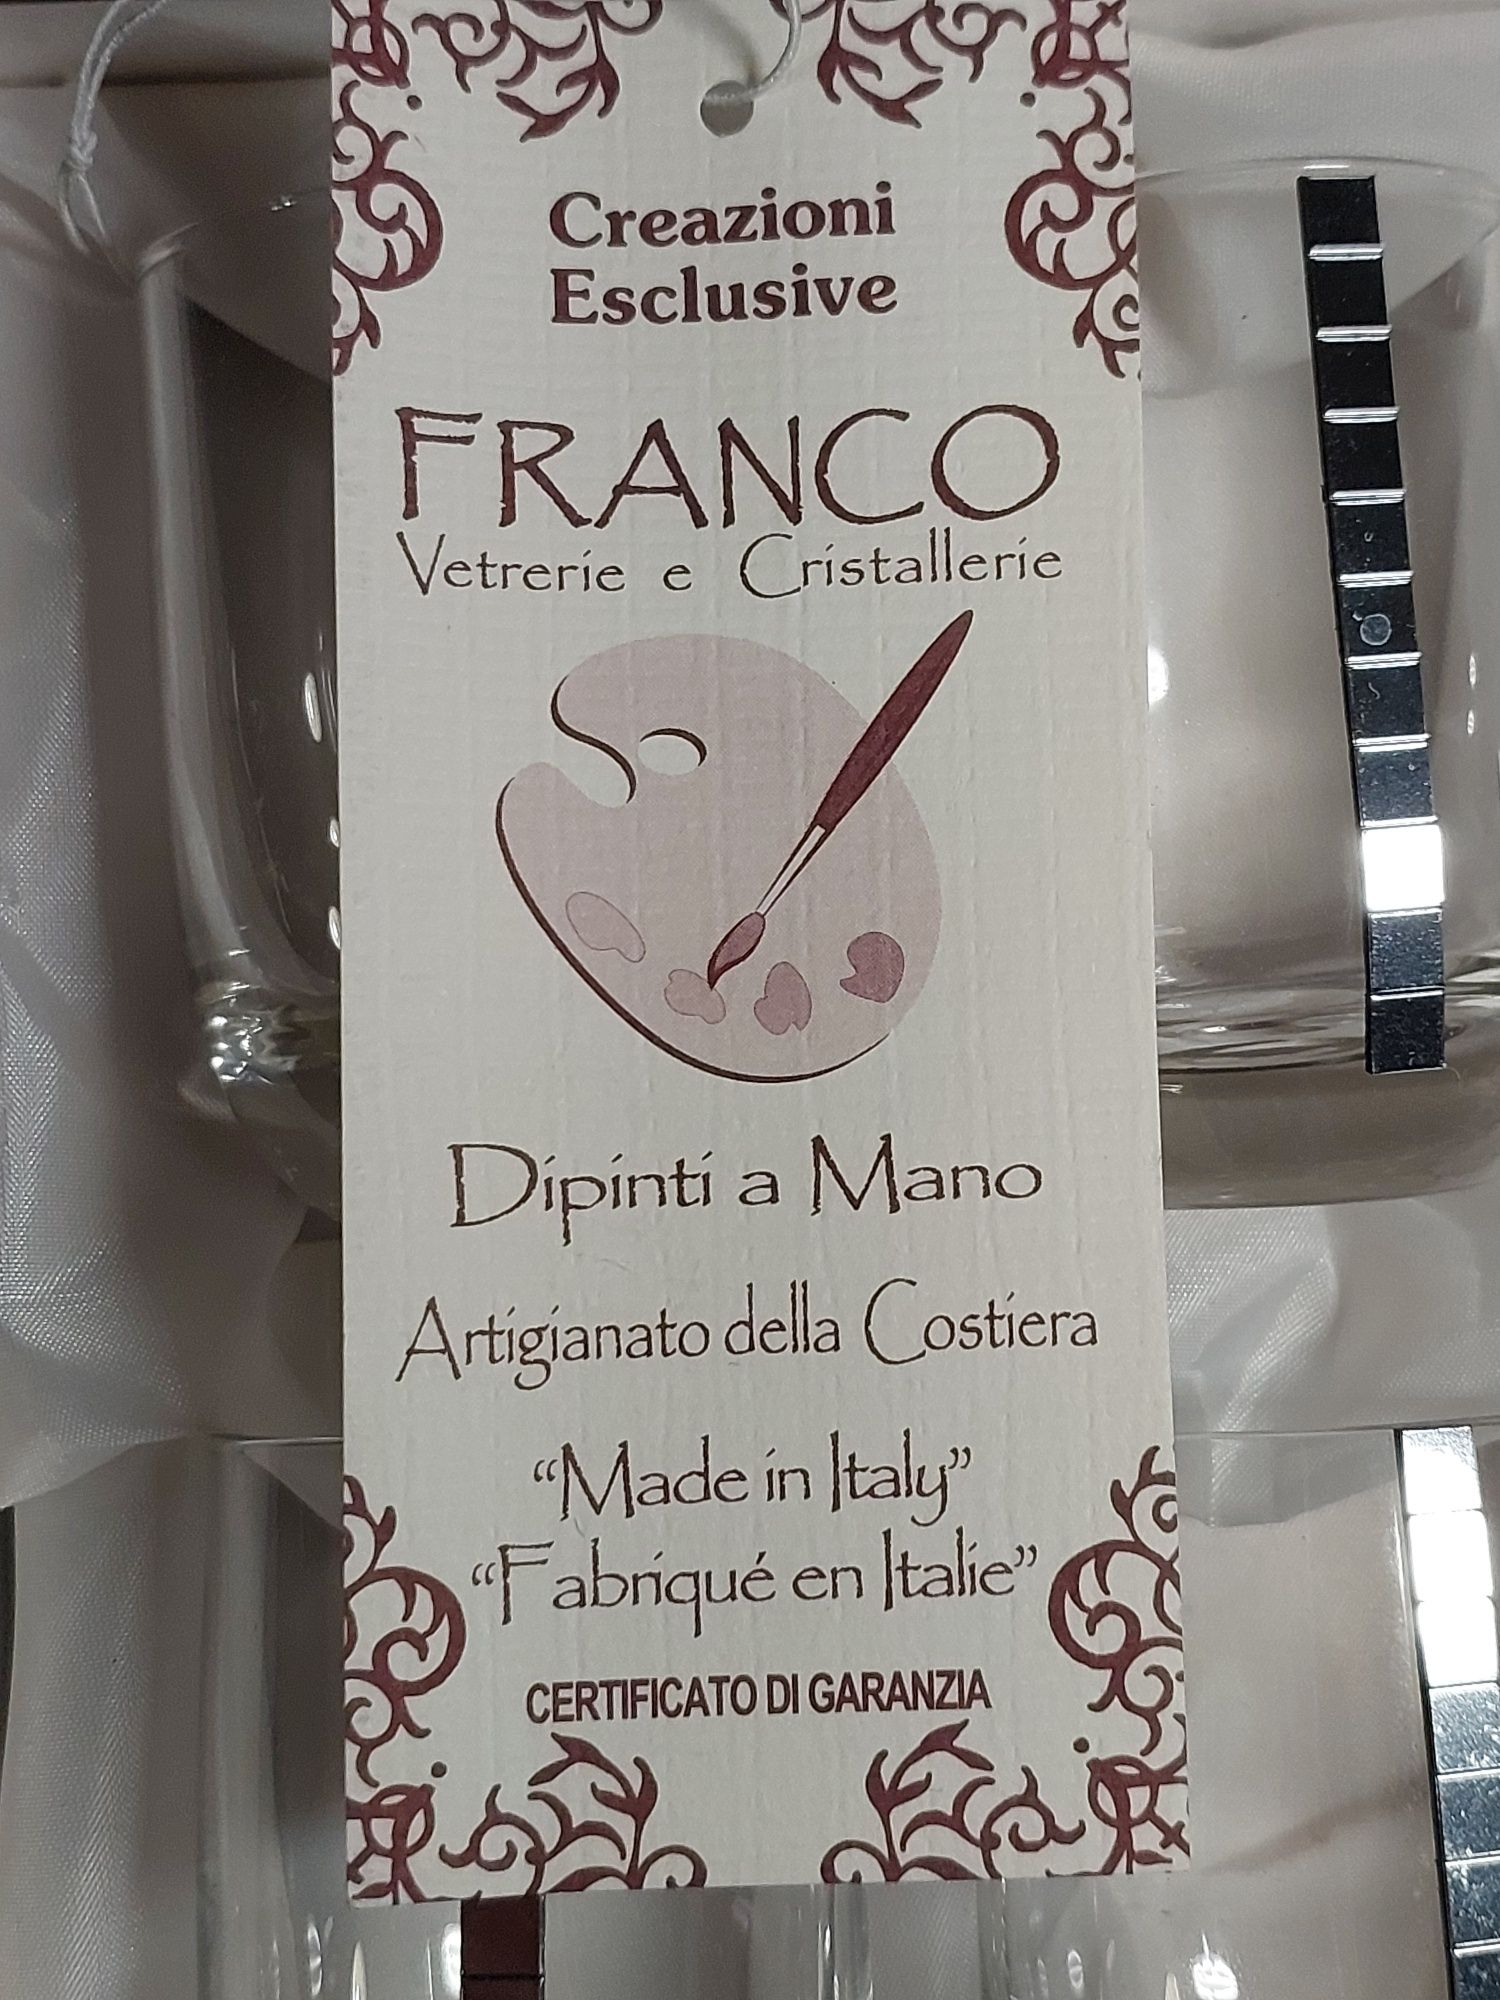 Creazioni
Esclusive
FRANCO
Vetrerie e Cristallerie
Dipinti a Mano
Artigianato della Costiera
“Made in Italy”
“Fabriqué en Italie”
CERTIFICATO DI GARANZIA